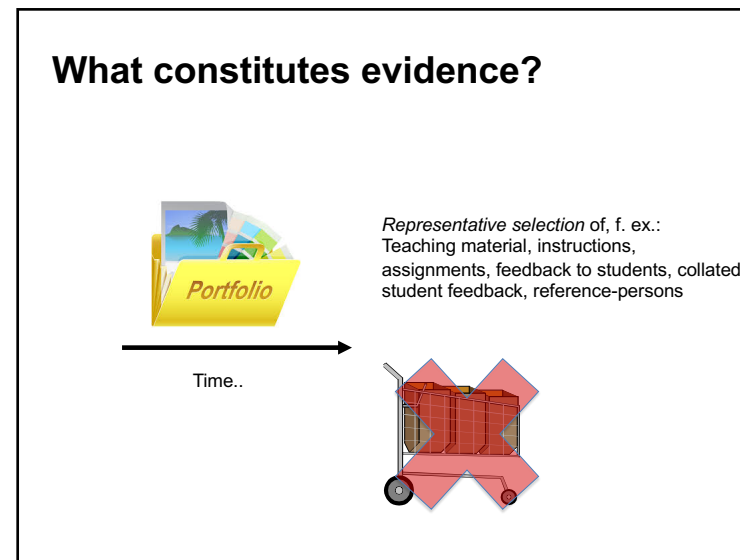 What constitutes evidence?
Portfolio
Representative selection of, f. ex.:
Teaching material, instructions,
assignments, feedback to students, collated
student feedback, reference-persons
Time..